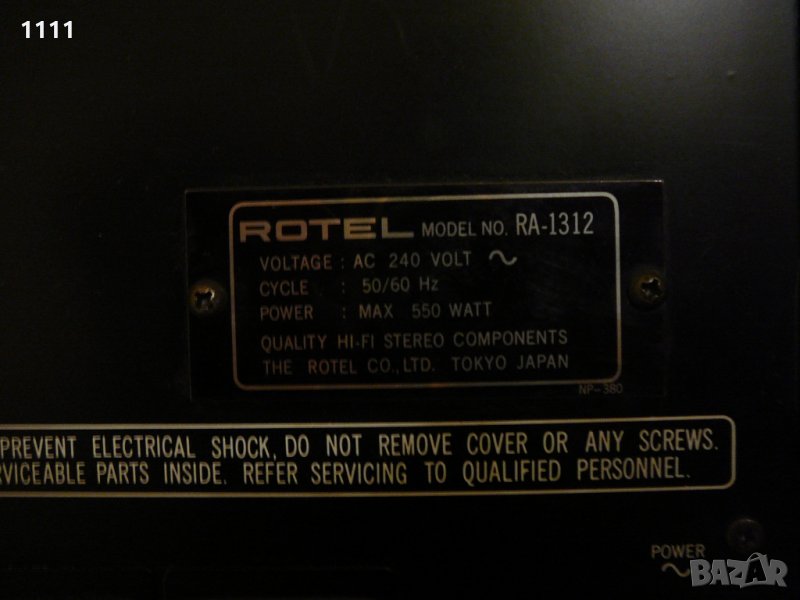 1111
ROTEL MODEL NO. RA-1312
VOLTAGE : AC 240 VOLT ～
CYCLE : 50/60 Hz
POWER : MAX 550 WATT
QUALITY HI-FI STEREO COMPONENTS
THE ROTEL CO., LTD. TOKYO JAPAN
NP-380
PREVENT ELECTRICAL SHOCK, DO NOT REMOVE COVER OR ANY SCREWS.
RVICEABLE PARTS INSIDE. REFER SERVICING TO QUALIFIED PERSONNEL.
POWER
～
BAZAR